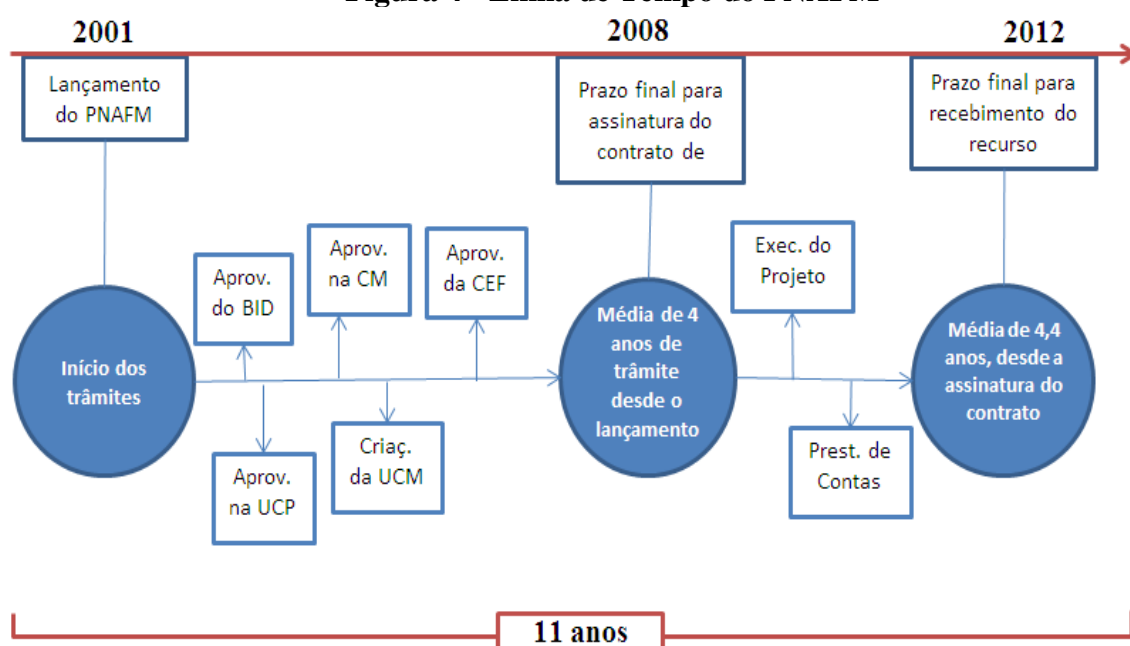 2001
2008
2012
Lançamento
do PNAFM
Prazo final para
assinatura do
contrato de
Prazo final para
recebimento do
recurso
Aprov.
do BID
Aprov.
na CM
Aprov.
da CEF
Exec. do
Projeto
Início dos
trâmites
Média de 4
anos de
trâmite
desde o
lançamento
Média de 4,4
anos, desde a
assinatura do
contrato
Aprov.
na UCP
Criaç.
da UCM
Prest. de
Contas
11 anos